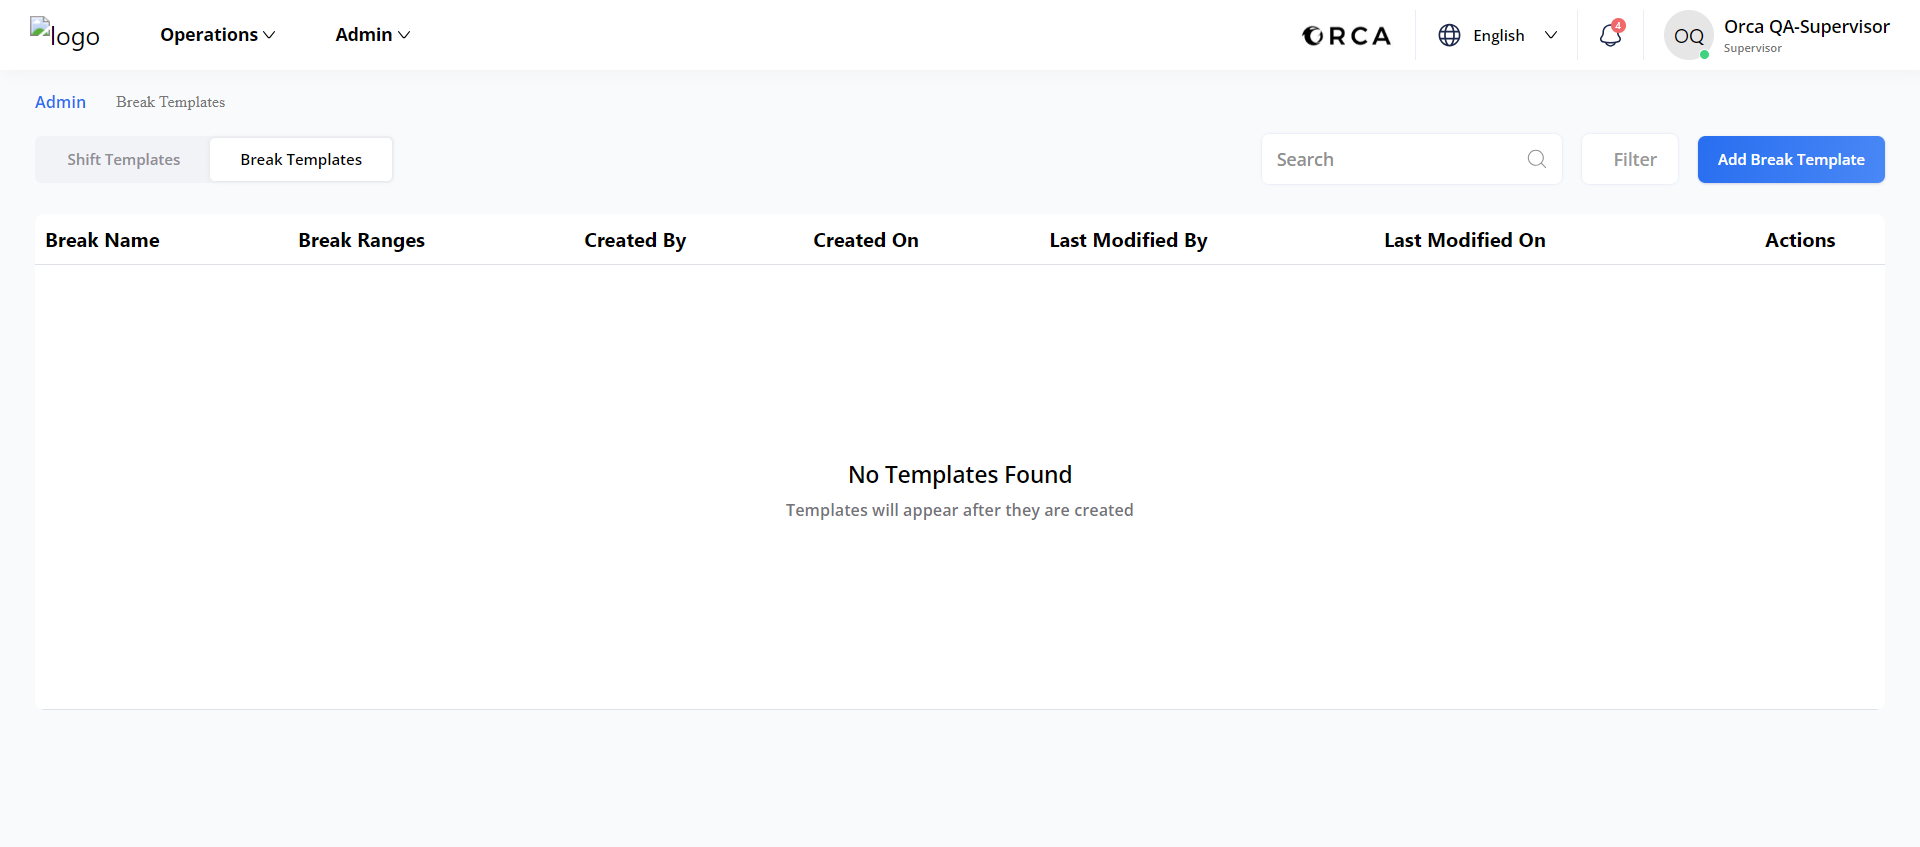 logo
Operations
Admin
ORCA
English
4
OQ
Orca QA-Supervisor
Supervisor
Admin
Break Templates
Shift Templates
Break Templates
Search
Filter
Add Break Template
Break Name
Break Ranges
Created By
Created On
Last Modified By
Last Modified On
Actions
No Templates Found
Templates will appear after they are created